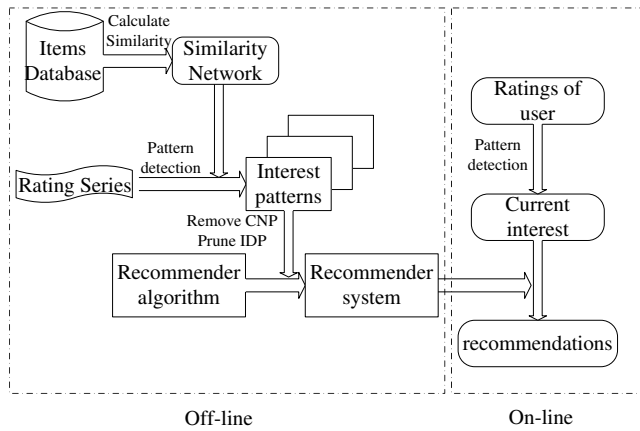 Items
Database
Calculate
Similarity
Similarity
Network
Rating Series
Pattern
detection
Interest
patterns
Remove CNP
Prune IDP
Recommender
algorithm
Recommender
system
Off-line
Ratings of
user
Pattern
detection
Current
interest
recommendations
On-line